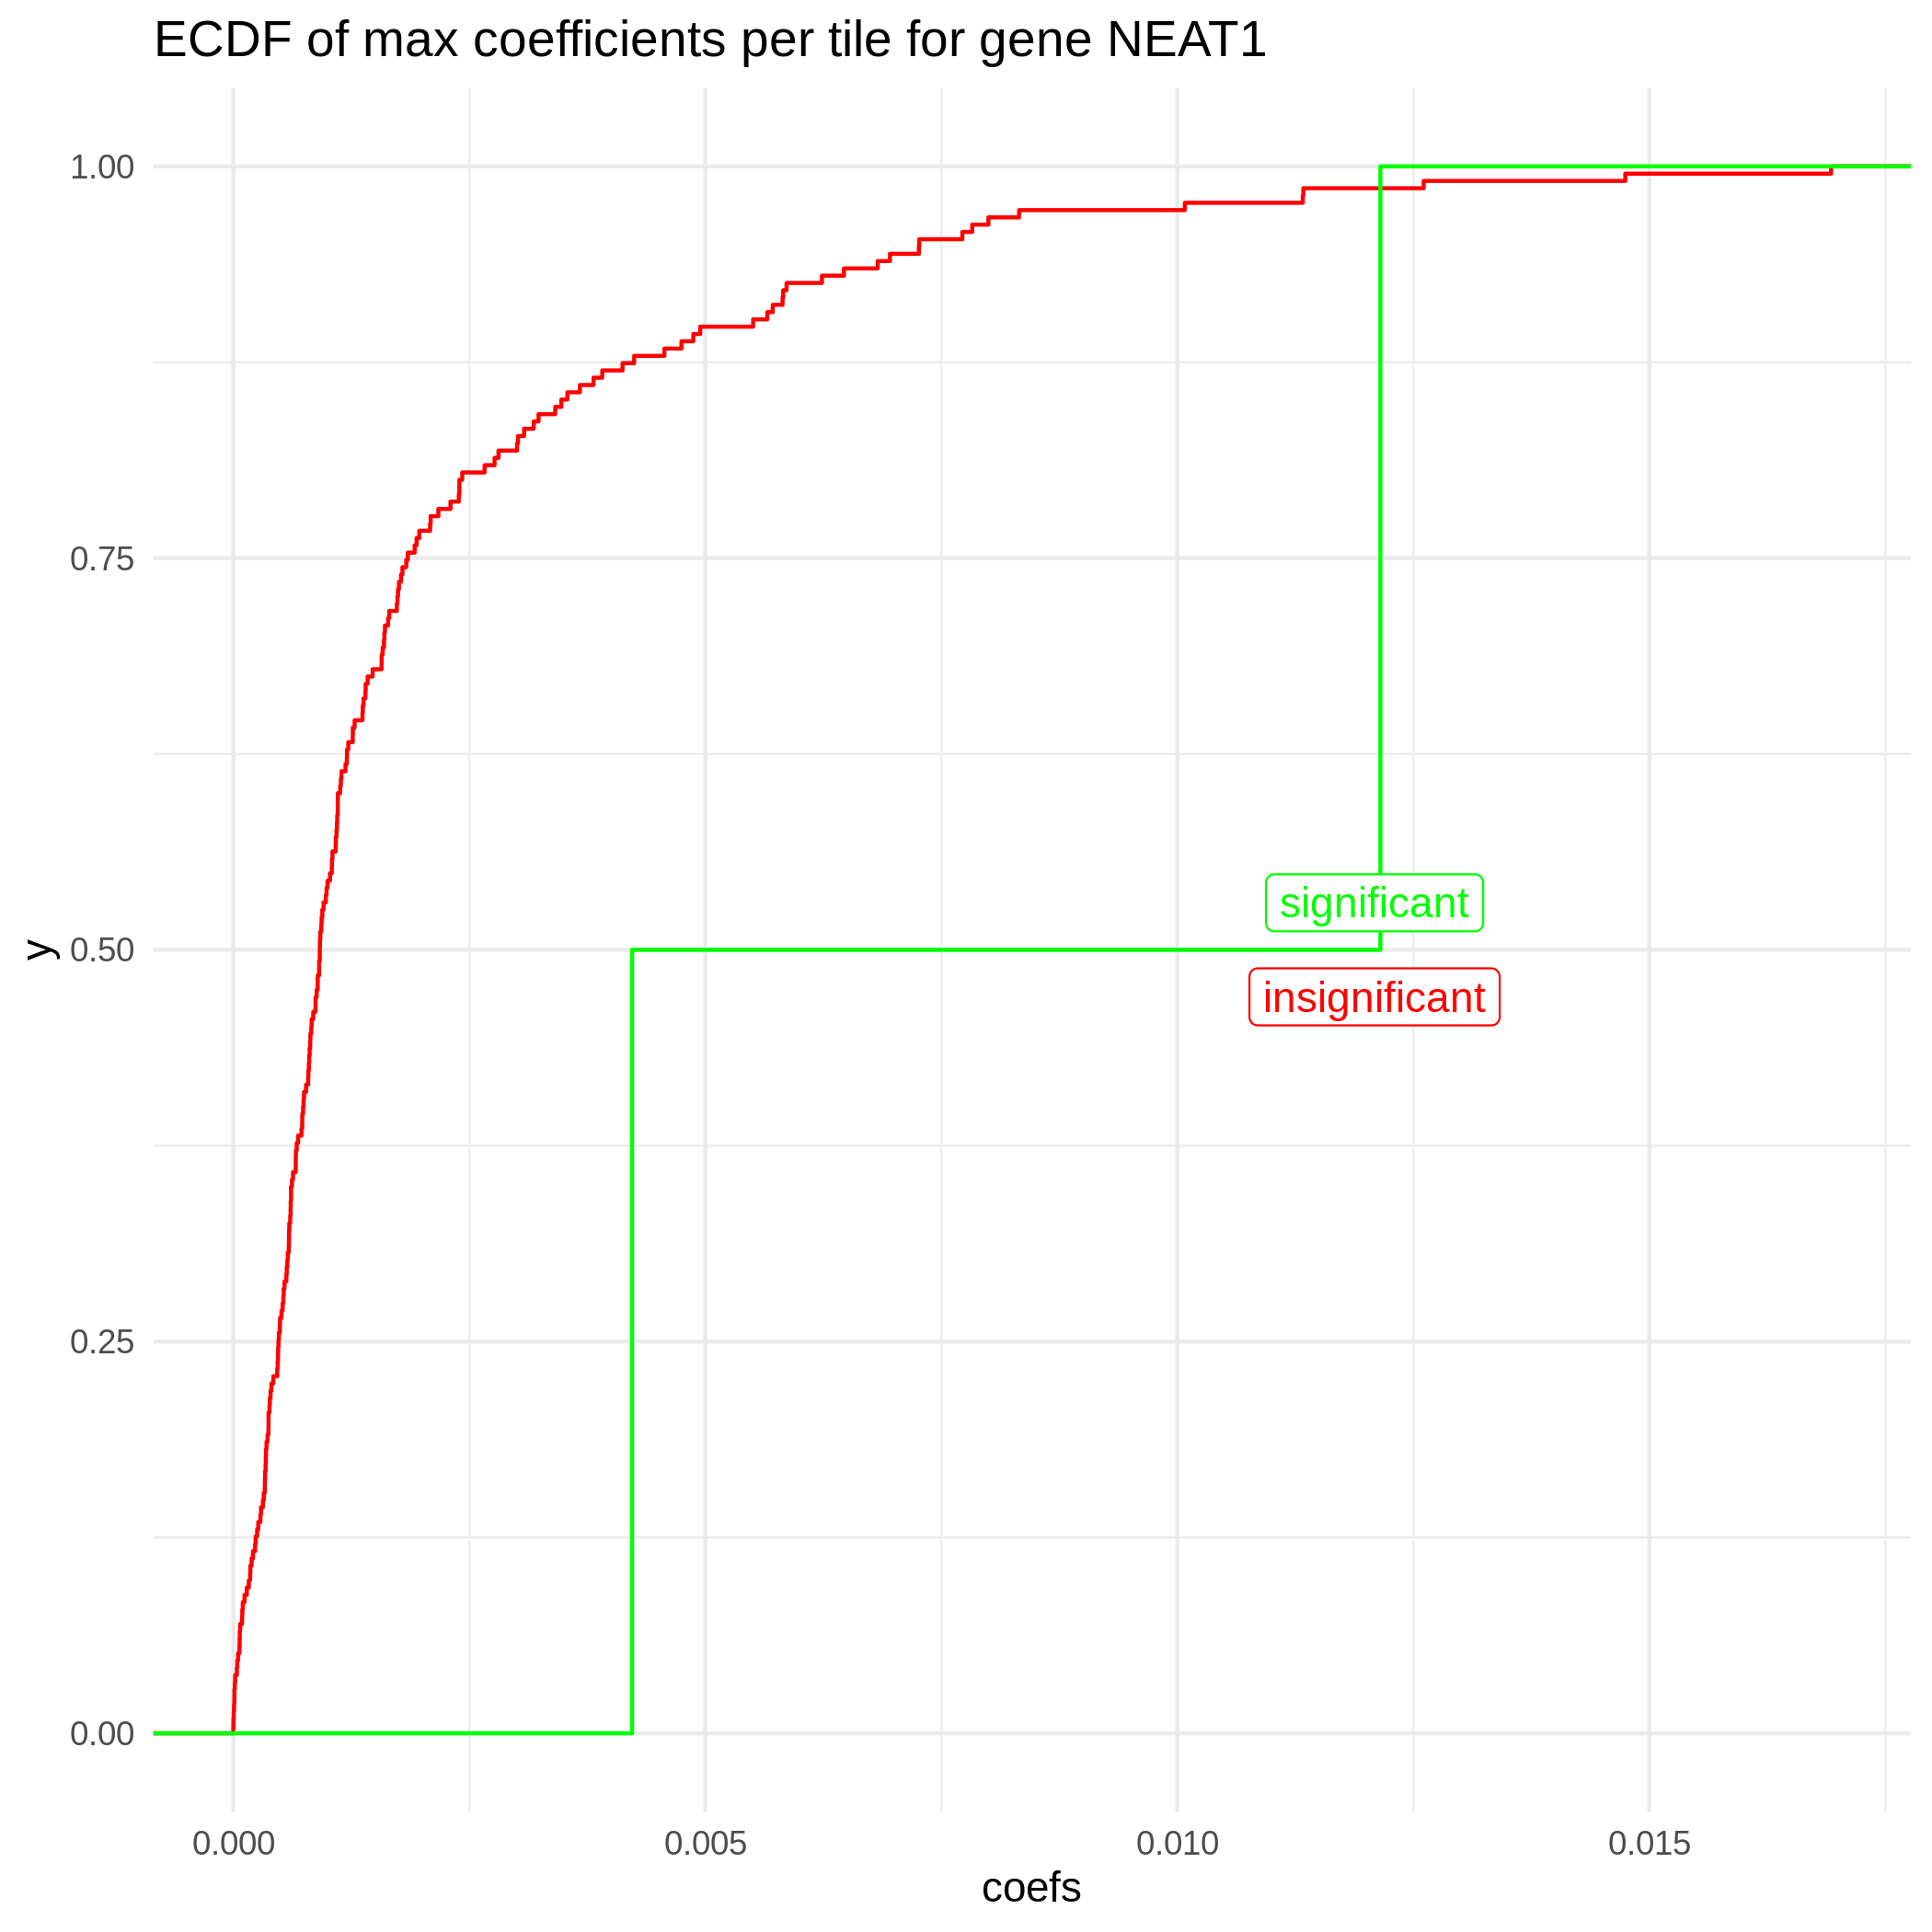 ECDF of max coefficients per tile for gene NEAT1
1.00
0.75
0.50
0.25
0.00
y
significant
insignificant
0.000 0.005 0.010 0.015
coefs